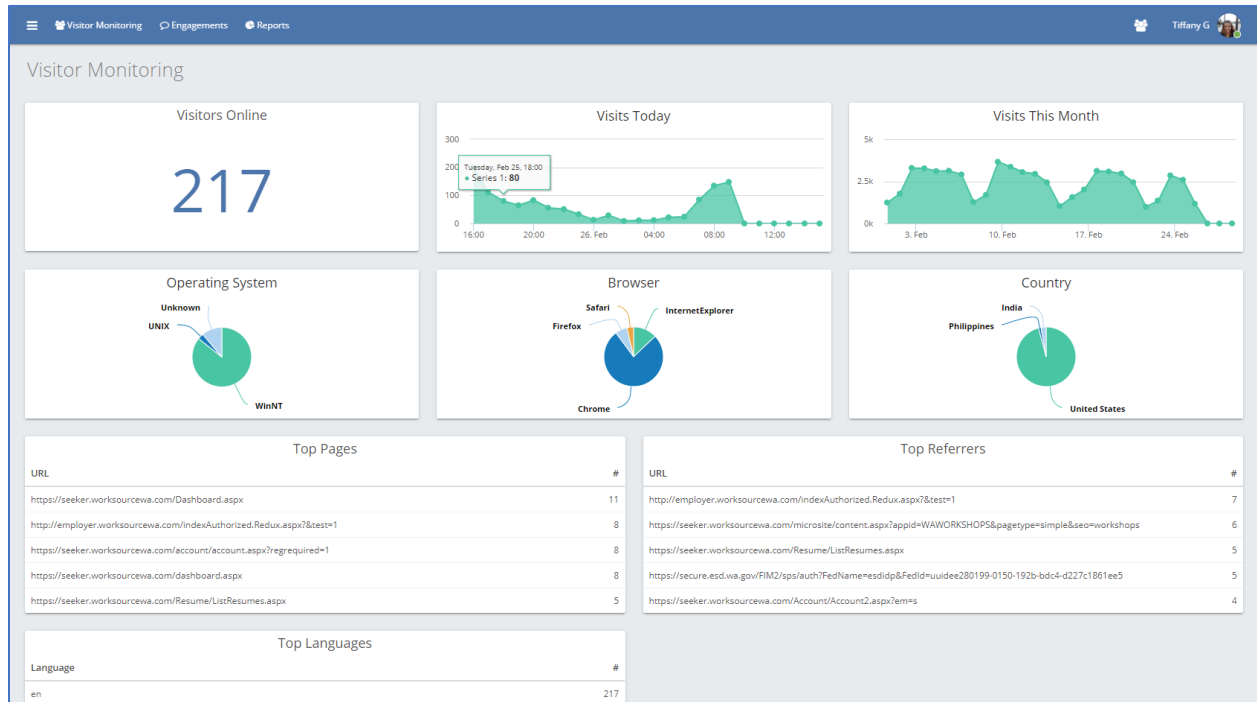 Visitor Monitoring Engagements Reports Tiffany G
Visitor Monitoring
Visitors Online
217
Visits Today
300
200
100
0
Tuesday, Feb 25, 18:00
● Series 1: 80
16:00 20:00 26. Feb 04:00 08:00 12:00
Visits This Month
5k
2.5k
0k
3. Feb 10. Feb 17. Feb 24. Feb
Operating System
Unknown
UNIX
WinNT
Browser
Safari
InternetExplorer
Firefox
Chrome
Country
India
Philippines
United States
Top Pages
URL #
https://seeker.worksourcewa.com/Dashboard.aspx 11
http://employer.worksourcewa.com/indexAuthorized.Redux.aspx?&test=1 8
https://seeker.worksourcewa.com/account/account.aspx?regrequired=1 8
https://seeker.worksourcewa.com/dashboard.aspx 8
https://seeker.worksourcewa.com/Resume/ListResumes.aspx 5
Top Referrers
URL #
http://employer.worksourcewa.com/indexAuthorized.Redux.aspx?&test=1 7
https://seeker.worksourcewa.com/microsite/content.aspx?appid=WAWORKSHOPS&pagetype=simple&seo=workshops 6
https://seeker.worksourcewa.com/Resume/ListResumes.aspx 5
https://secure.esd.wa.gov/FIM2/sps/auth?FedName=esdidp&FedId=uuidee280199-0150-192b-bdc4-d227c1861ee5 5
https://seeker.worksourcewa.com/Account/Account2.aspx?em=s 4
Top Languages
Language #
en 217